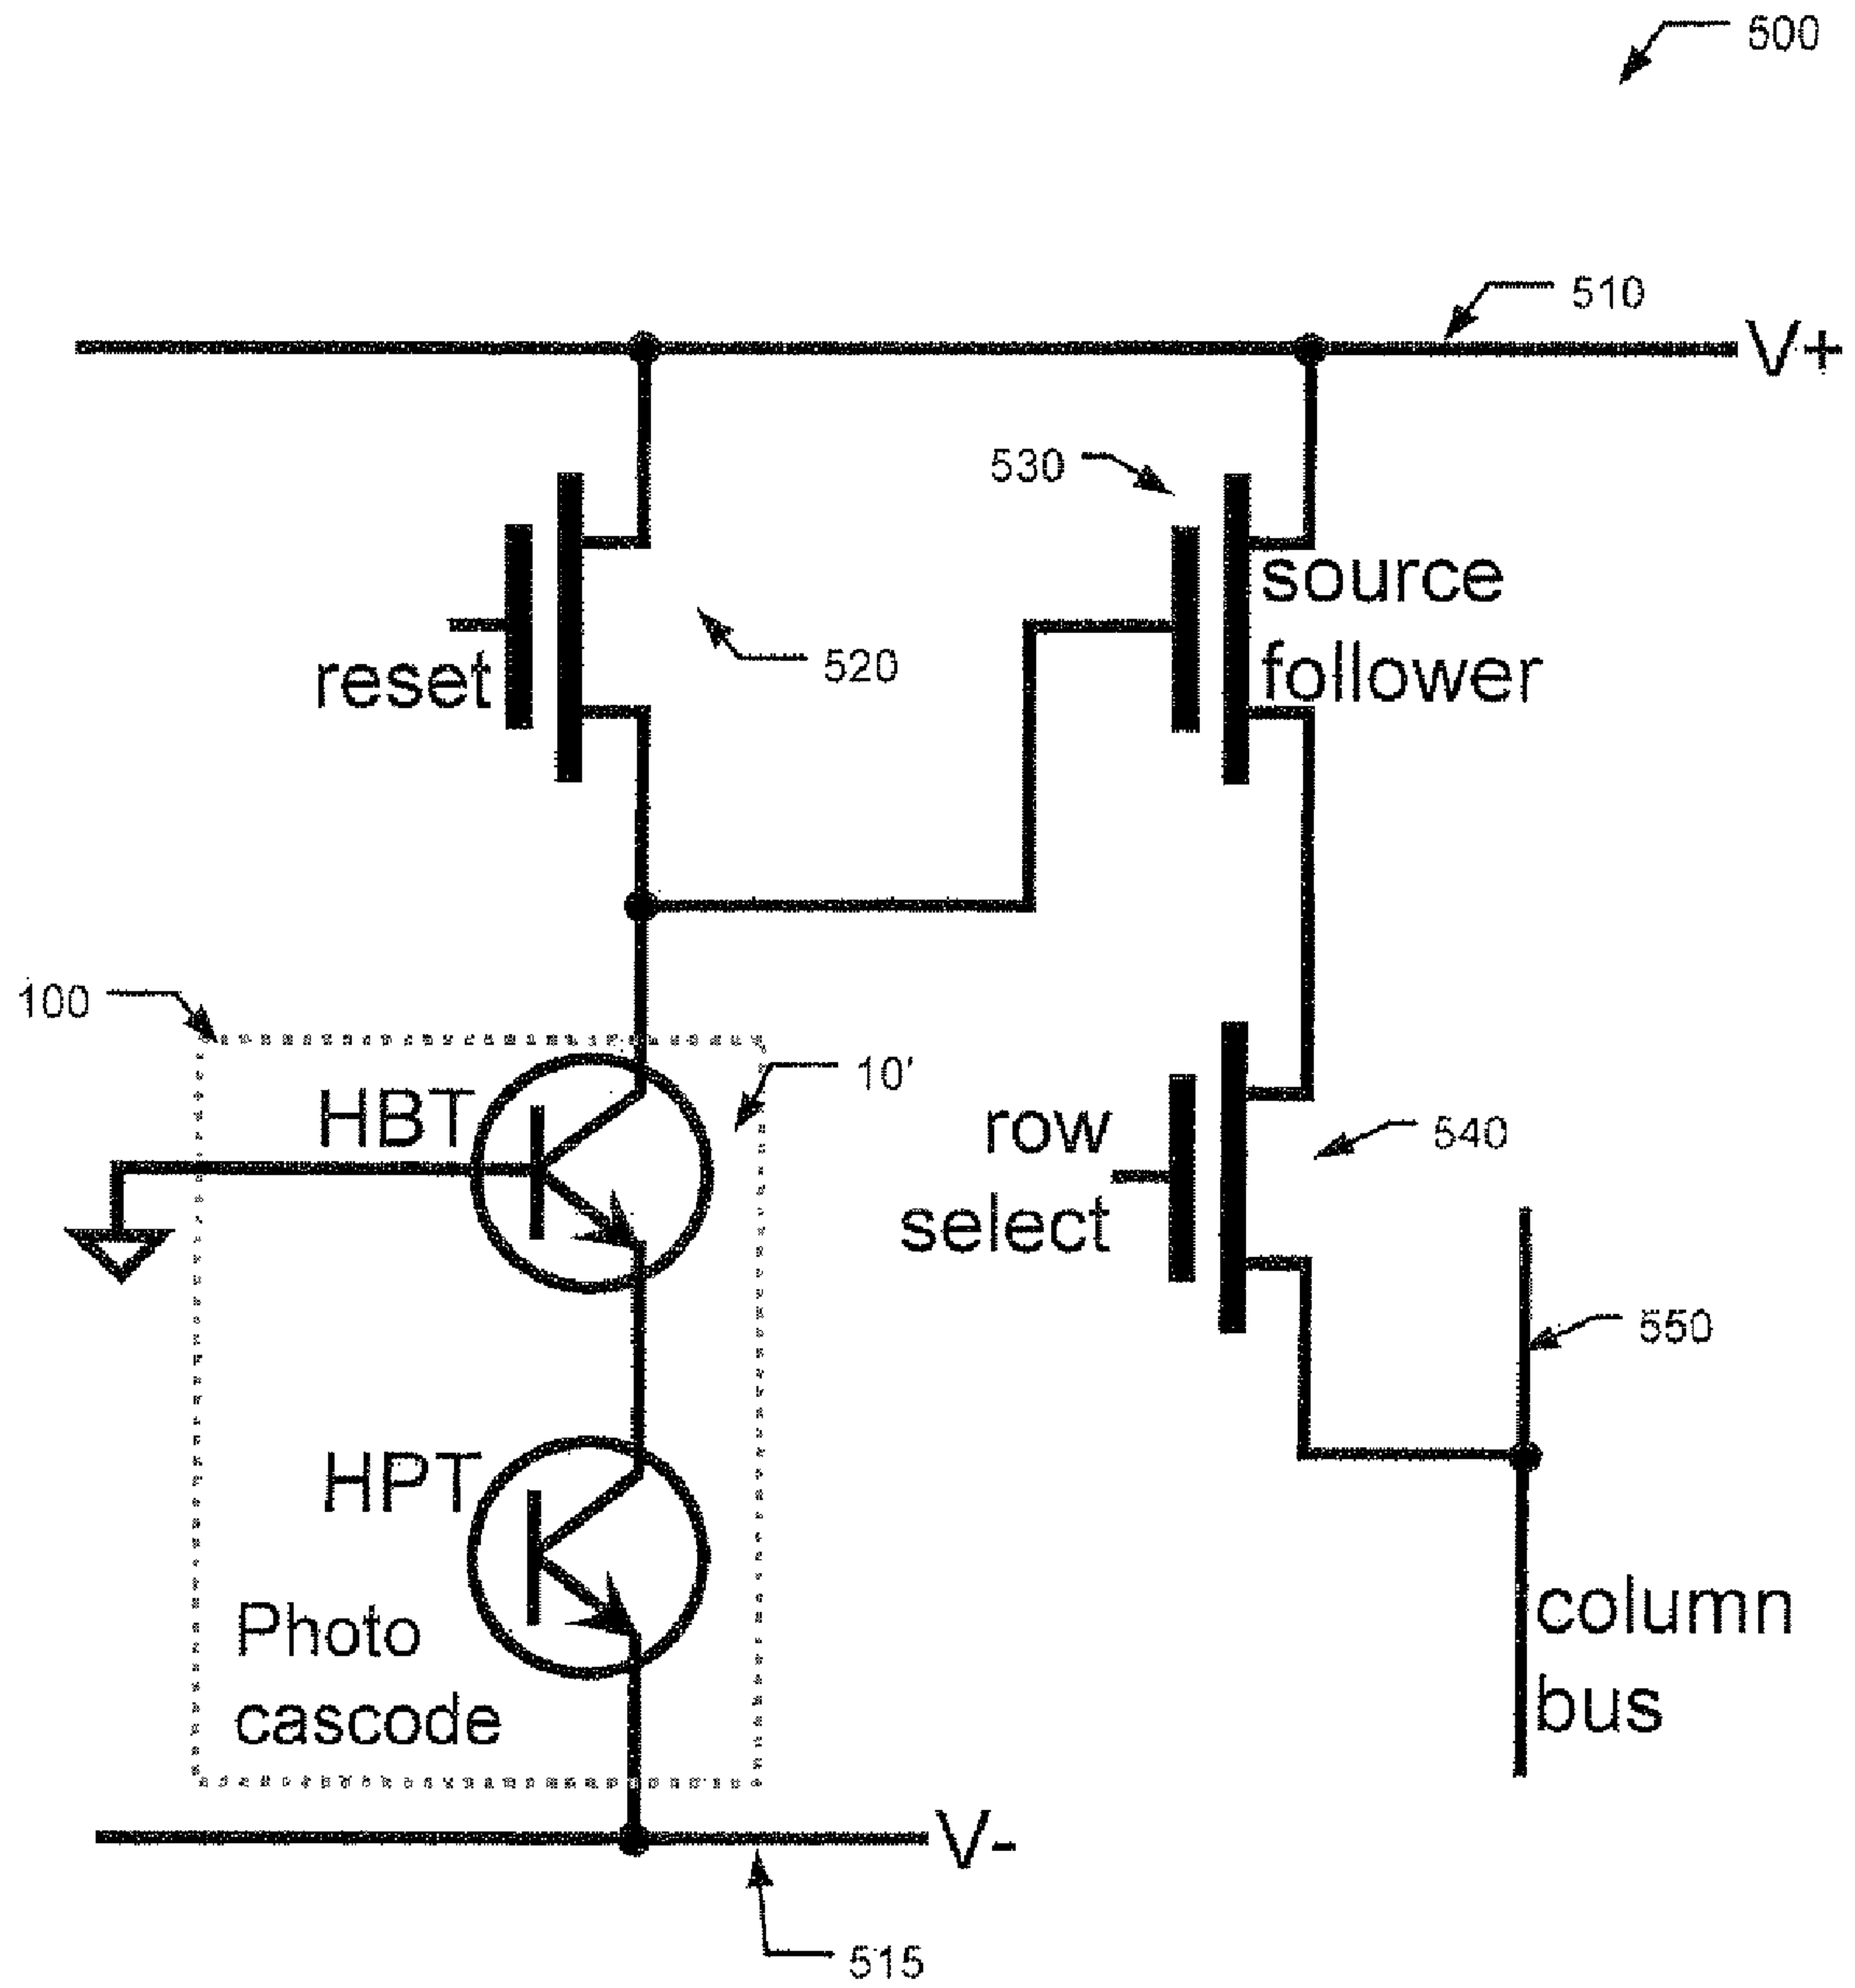 500
510
V+
530
source
follower
reset
520
100
10'
HBT
row
select
540
550
HPT
Photo
cascode
column
bus
V-
515